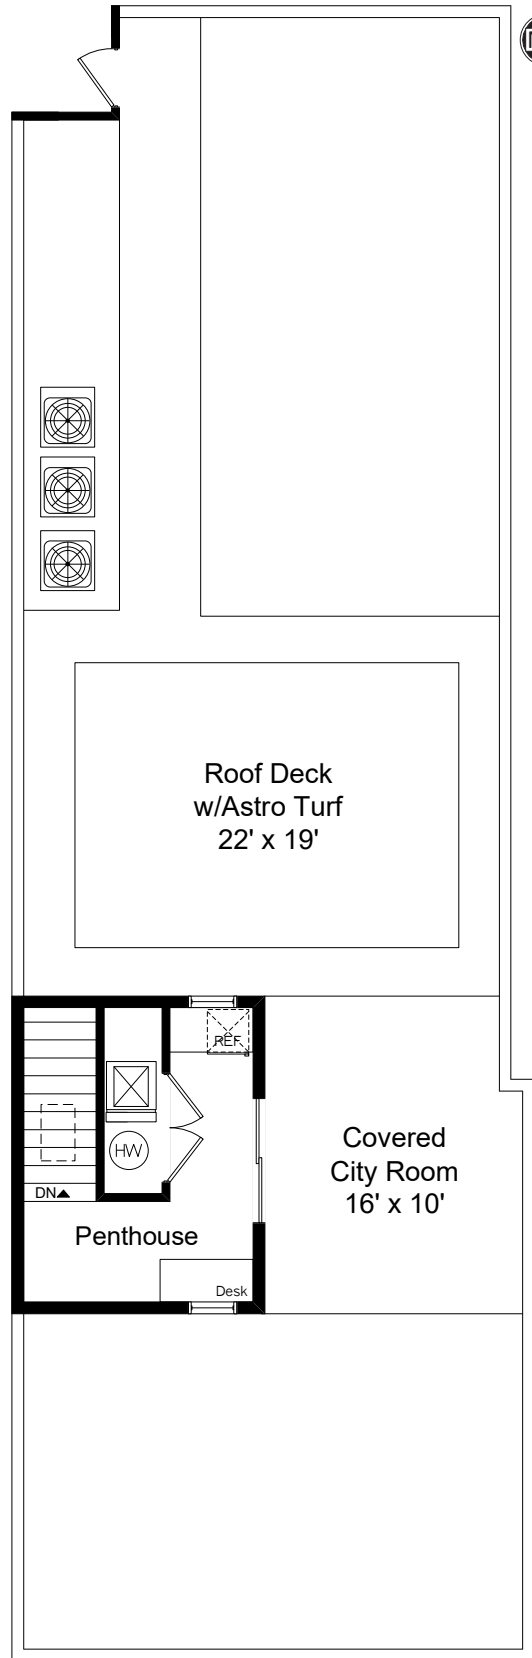 Roof Deck
w/Astro Turf
22' x 19'
REF
HW
DN
Covered
City Room
16' x 10'
Penthouse
Desk